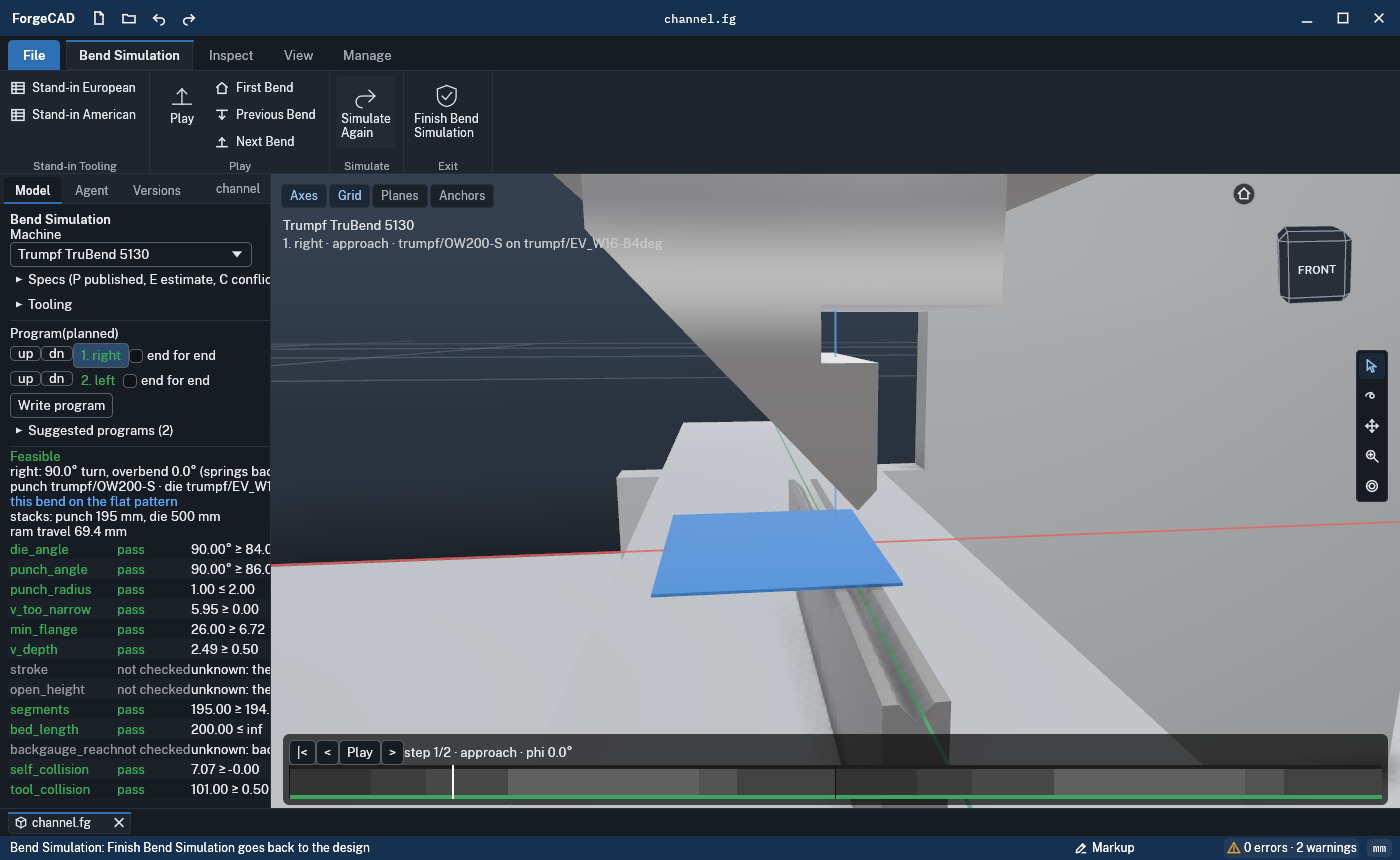 ForgeCAD
channel.fg
File
Bend Simulation
Inspect
View
Manage
Stand-in European
Stand-in American
Stand-in Tooling
Play
First Bend
Previous Bend
Next Bend
Play
Simulate Again
Simulate
Finish Bend Simulation
Exit
Model
Agent
Versions
channel
Bend Simulation
Machine
Trumpf TruBend 5130
Specs (P published, E estimate, C conflic
Tooling
Program(planned)
up dn 1. right end for end
up dn 2. left end for end
Write program
Suggested programs (2)
Feasible
right: 90.0° turn, overbend 0.0° (springs bac
punch trumpf/OW200-S · die trumpf/EV_W1
this bend on the flat pattern
stacks: punch 195 mm, die 500 mm
ram travel 69.4 mm
die_angle pass 90.00° ≥ 84.0
punch_angle pass 90.00° ≥ 86.0
punch_radius pass 1.00 ≤ 2.00
v_too_narrow pass 5.95 ≥ 0.00
min_flange pass 26.00 ≥ 6.72
v_depth pass 2.49 ≥ 0.50
stroke not checked unknown: the
open_height not checked unknown: the
segments pass 195.00 ≥ 194.
bed_length pass 200.00 ≤ inf
backgauge_reach not checked unknown: bac
self_collision pass 7.07 ≥ -0.00
tool_collision pass 101.00 ≥ 0.50
Axes Grid Planes Anchors
Trumpf TruBend 5130
1. right · approach · trumpf/OW200-S on trumpf/EV_W16-84deg
FRONT
|< < Play > step 1/2 · approach · phi 0.0°
channel.fg
Bend Simulation: Finish Bend Simulation goes back to the design
Markup
0 errors · 2 warnings
mm